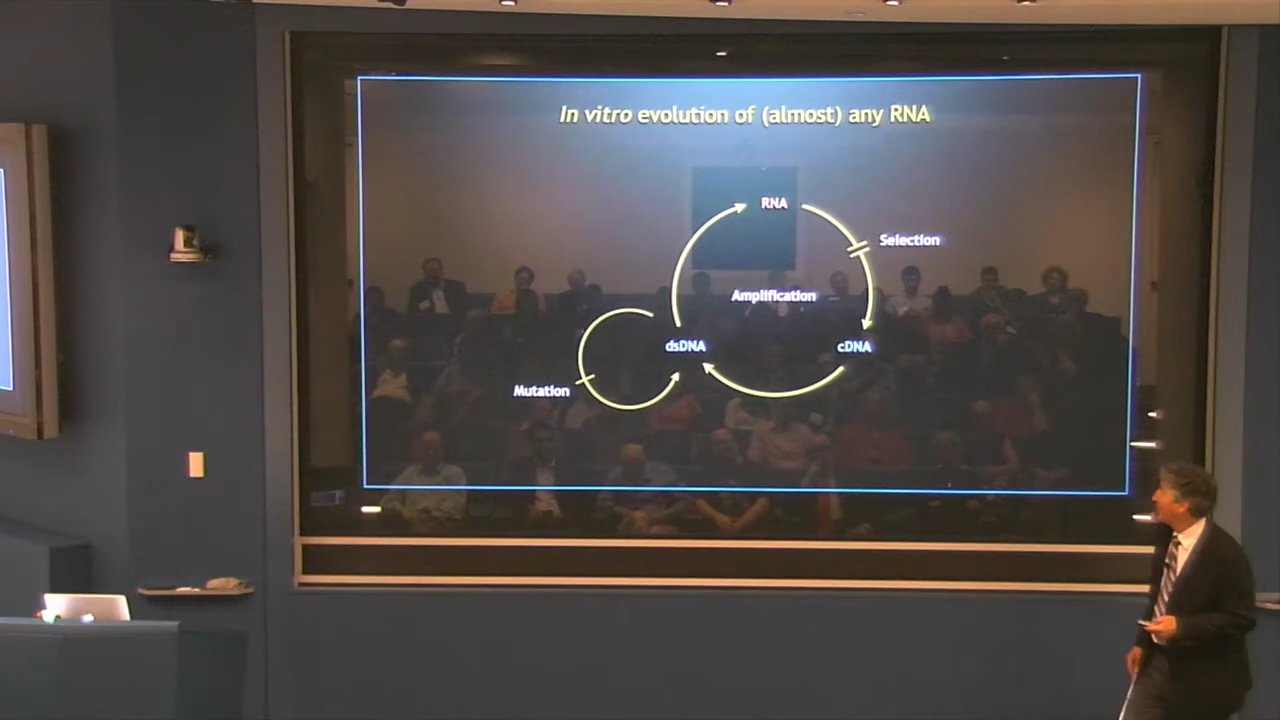 In vitro evolution of (almost) any RNA
RNA
Selection
Amplification
dsDNA
cDNA
Mutation